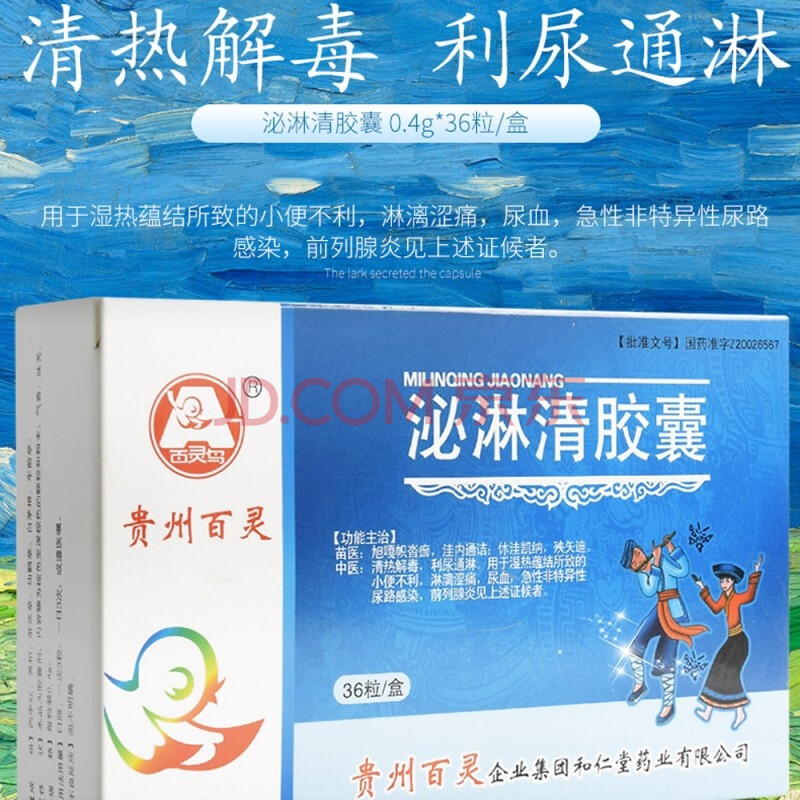 清热解毒 利尿通淋
泌淋清胶囊 0.4g*36粒/盒
用于湿热蕴结所致的小便不利，淋漓涩痛，尿血，急性非特异性尿路
感染，前列腺炎见上述证候者。
The lark secreted the capsule
【批准文号】国药准字Z20026567
MILINQING JIAONANG
泌淋清胶囊
JD.COM 京东
®
百灵鸟
贵州百灵
【功能主治】
苗医：旭嘎帜沓痂，洼内通诘：休洼凯纳，殃矢迪。
中医：清热解毒，利尿通淋。用于湿热蕴结所致的
小便不利，淋漓涩痛，尿血，急性非特异性
尿路感染，前列腺炎见上述证候者
36粒/盒
贵州百灵企业集团和仁堂药业有限公司